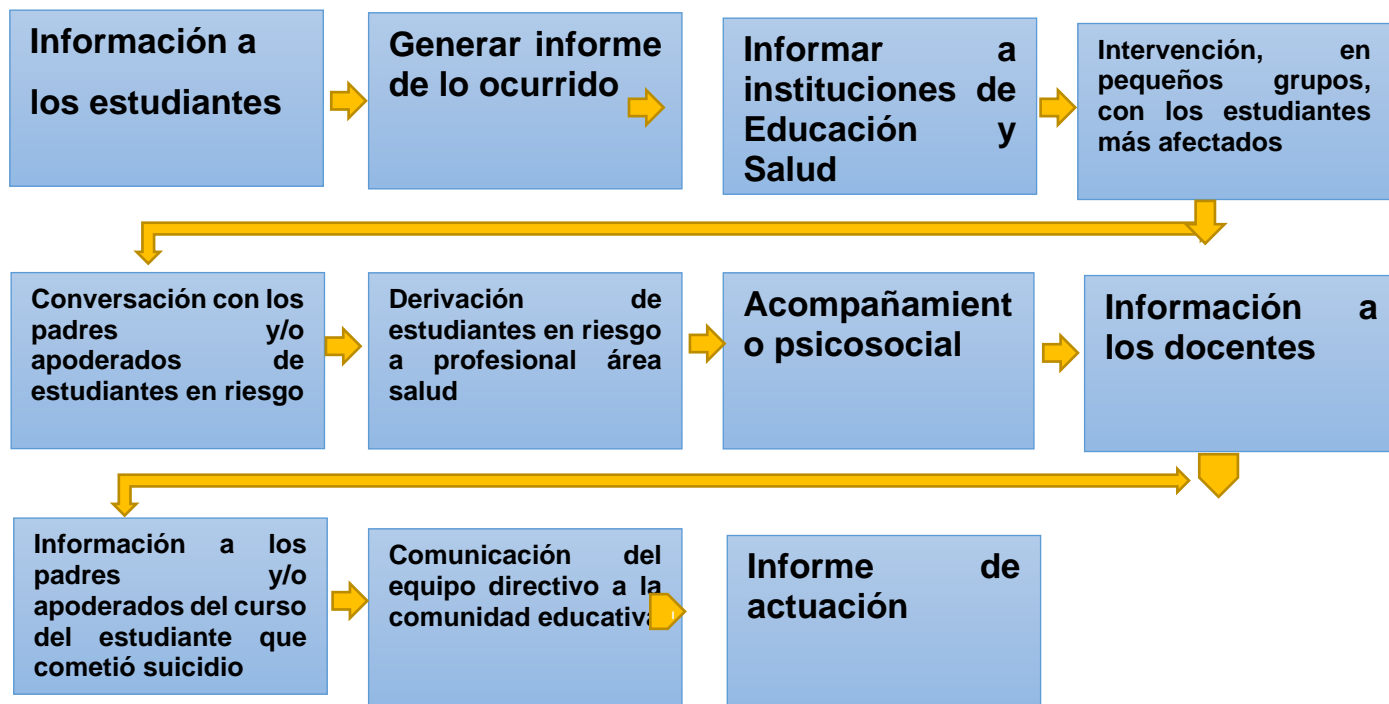 Información a
los estudiantes
Generar informe
de lo ocurrido
Informar a
instituciones de
Educación y
Salud
Intervención, en
pequeños grupos,
con los estudiantes
más afectados
Conversación con los
padres y/o
apoderados de
estudiantes en riesgo
Derivación de
estudiantes en riesgo
a profesional área
salud
Acompañamient
o psicosocial
Información a
los docentes
Información a los
padres y/o
apoderados del curso
del estudiante que
cometió suicidio
Comunicación del
equipo directivo a la
comunidad educativa
Informe de
actuación